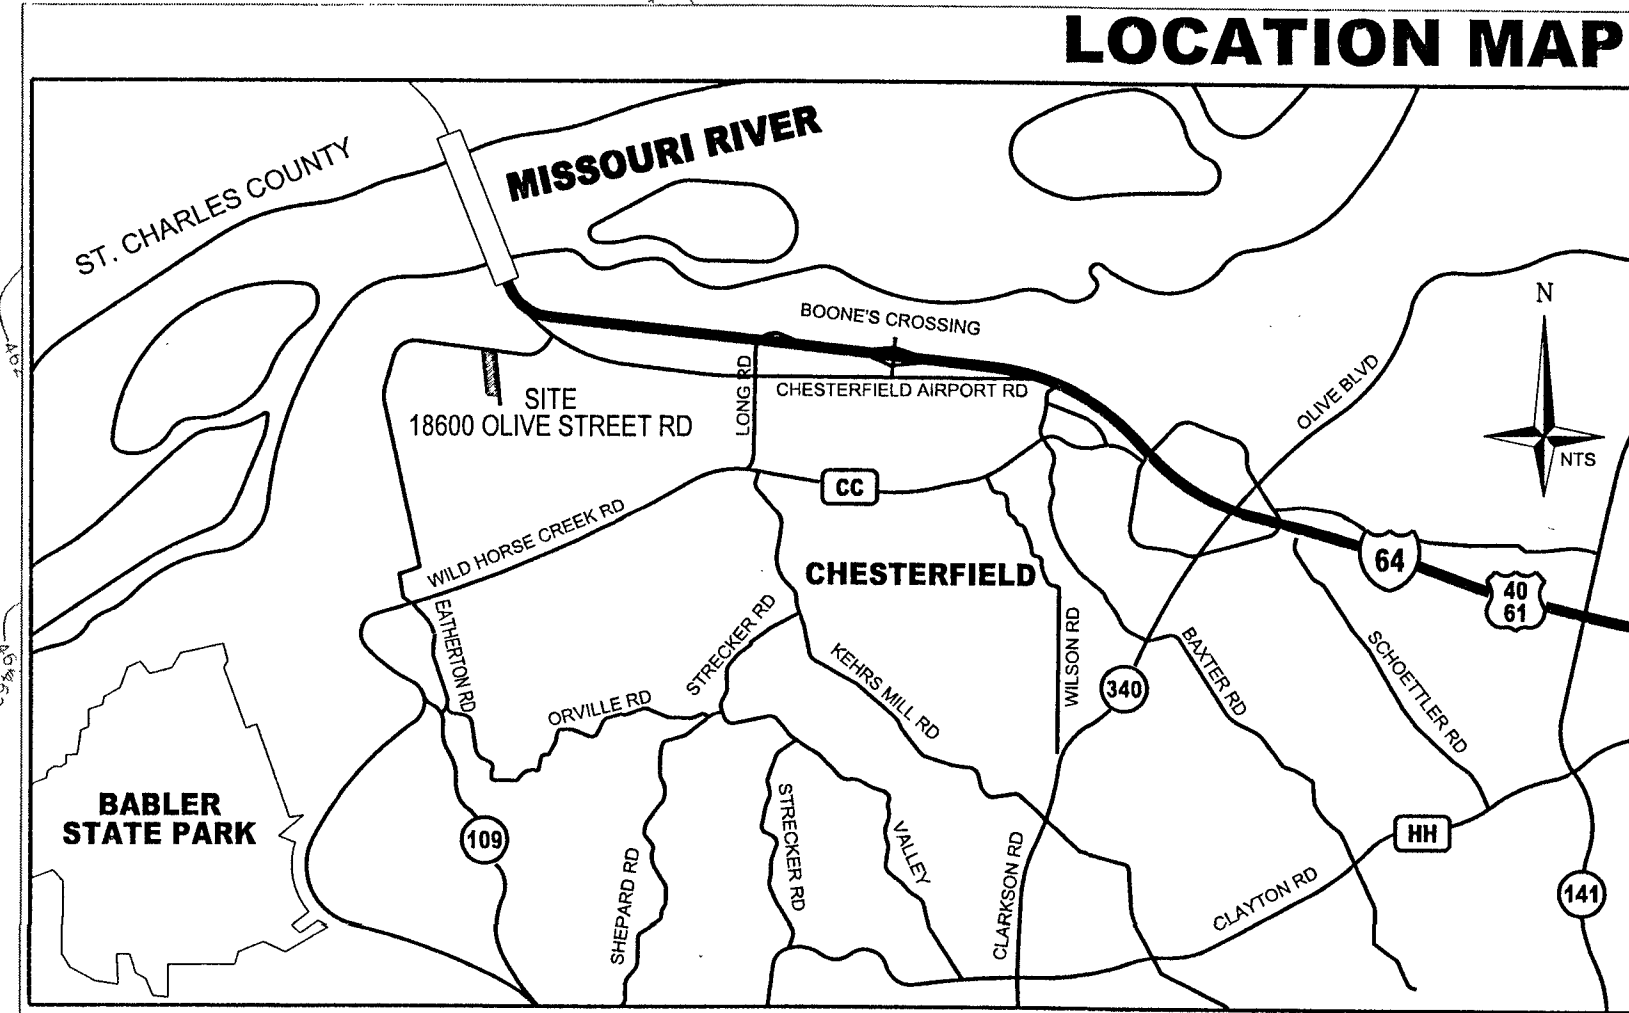 LOCATION MAP
MISSOURI RIVER
ST. CHARLES COUNTY
N
BOONE'S CROSSING
CHESTERFIELD AIRPORT RD
LONG RD
OLIVE BLVD
SITE
18600 OLIVE STREET RD
NTS
CC
WILD HORSE CREEK RD
CHESTERFIELD
64
40
61
EATHERTON RD
STRECKER RD
WILSON RD
KEHRS MILL RD
ORVILLE RD
340
BAXTER RD
SCHOETTLER RD
BABLER
STATE PARK
109
STRECKER RD
VALLEY
HH
SHEPARD RD
CLARKSON RD
CLAYTON RD
141